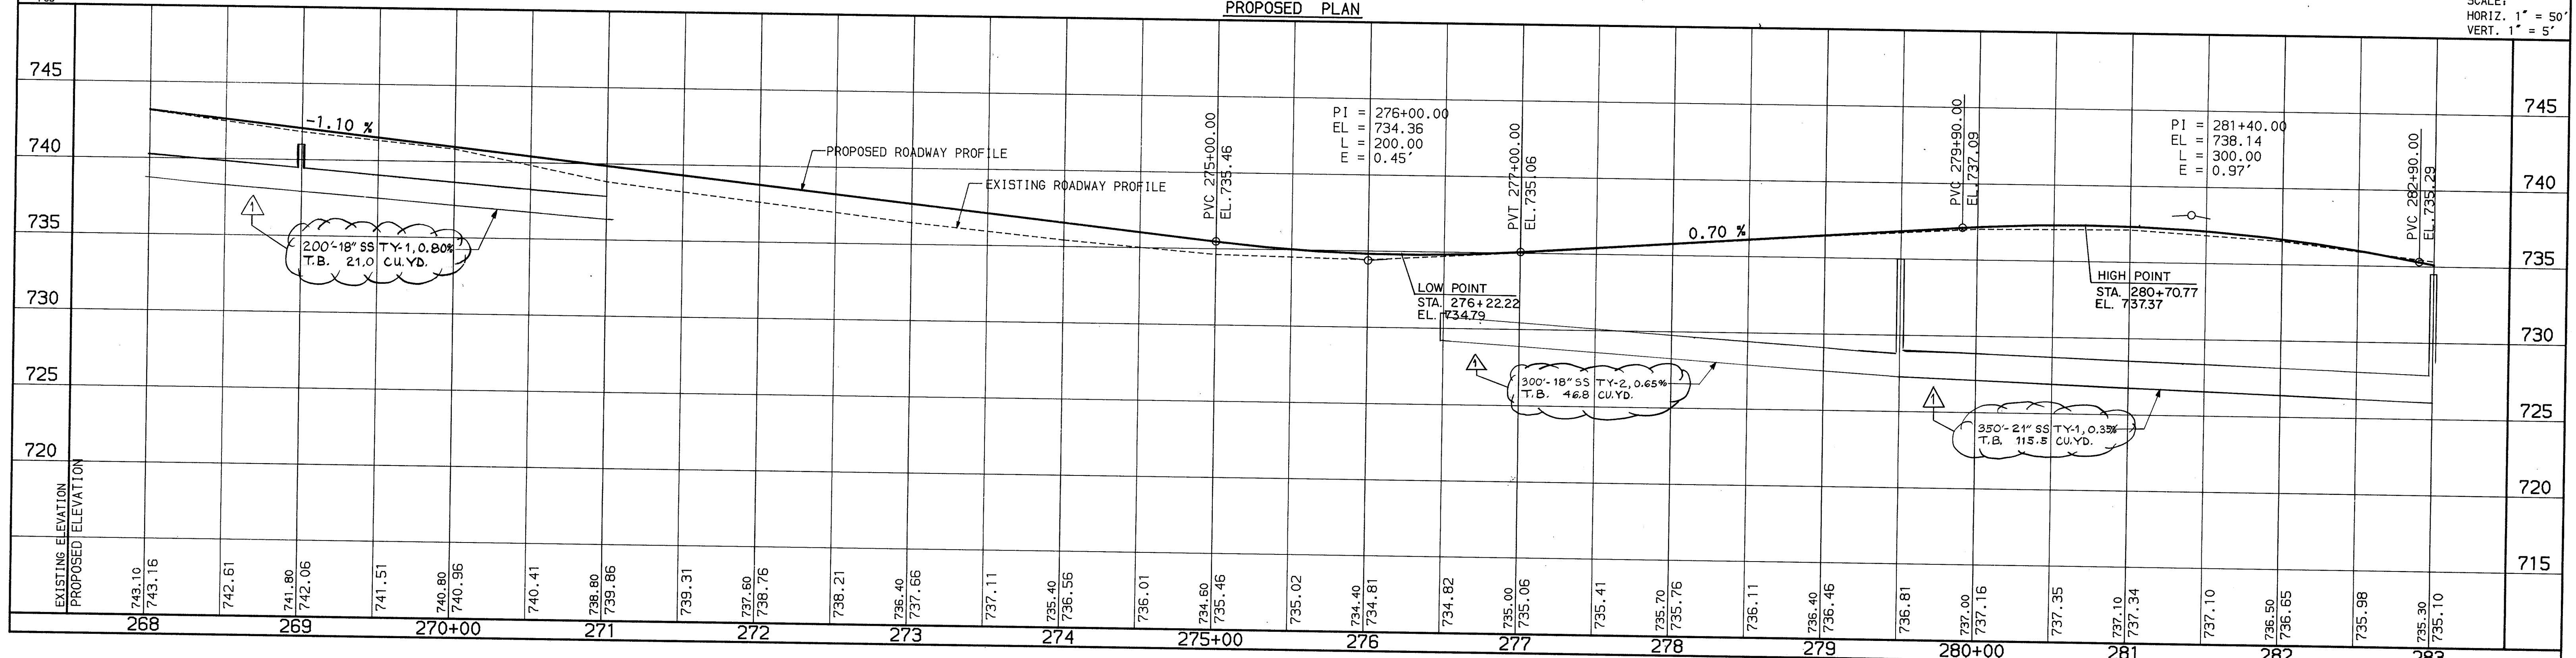 PROPOSED PLAN
HORIZ. 1" = 50'
VERT. 1" = 5'
745
740
735
730
725
720
745
740
735
730
725
720
715
-1.10 %
PROPOSED ROADWAY PROFILE
EXISTING ROADWAY PROFILE
1
200'-18" SS TY-1, 0.80%
T.B. 21.0 CU.YD.
PVC 275+00.00
EL.735.46
PI = 276+00.00
EL = 734.36
L = 200.00
E = 0.45'
PVT 277+00.00
EL.735.06
LOW POINT
STA. 276+22.22
EL. 734.79
0.70 %
1
300'-18" SS TY-2, 0.65%
T.B. 46.8 CU.YD.
PVC 279+90.00
EL.737.09
PI = 281+40.00
EL = 738.14
L = 300.00
E = 0.97'
HIGH POINT
STA. 280+70.77
EL. 737.37
PVC 282+90.00
EL.735.29
1
350'-21" SS TY-1, 0.35%
T.B. 115.5 CU.YD.
EXISTING ELEVATION
PROPOSED ELEVATION
743.10
743.16
742.61
741.80
742.06
741.51
740.80
740.96
740.41
738.80
739.86
739.31
737.60
738.76
738.21
736.40
737.66
737.11
735.40
736.56
736.01
734.60
735.46
735.02
734.40
734.81
734.82
735.00
735.06
735.41
735.70
735.76
736.11
736.40
736.46
736.81
737.00
737.16
737.35
737.10
737.34
737.10
736.50
736.65
735.98
735.30
735.10
268 269 270+00 271 272 273 274 275+00 276 277 278 279 280+00 281 282 283